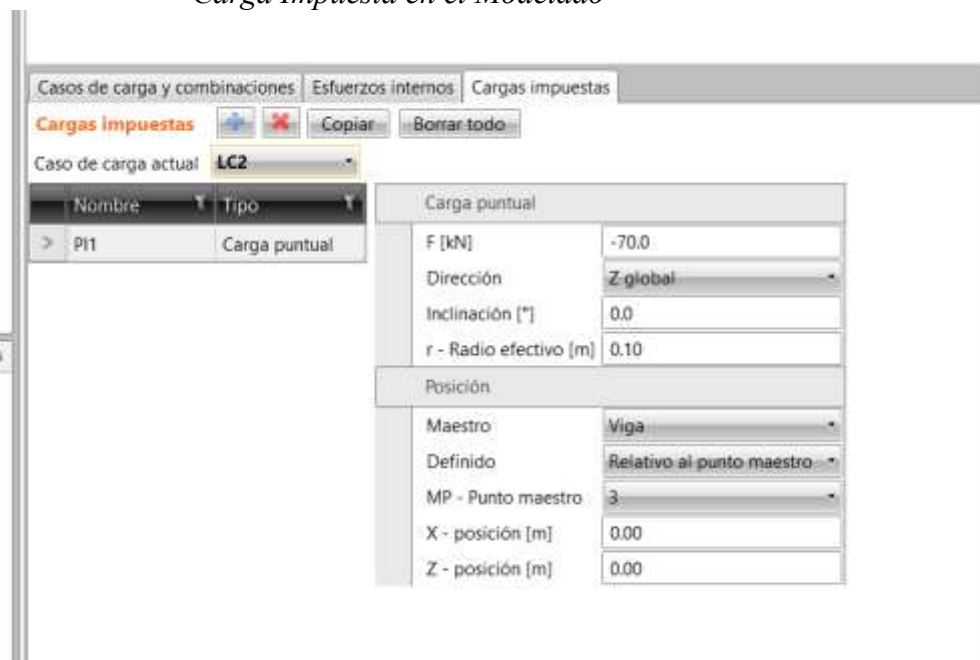 Carga Impuesta en el Modelado
Casos de carga y combinaciones Esfuerzos internos Cargas impuestas
Cargas impuestas Copiar Borrar todo
Caso de carga actual LC2
Nombre Tipo
PI1 Carga puntual
Carga puntual
F [kN] -70.0
Dirección Z global
Inclinación [°] 0.0
r - Radio efectivo [m] 0.10
Posición
Maestro Viga
Definido Relativo al punto maestro
MP - Punto maestro 3
X - posición [m] 0.00
Z - posición [m] 0.00